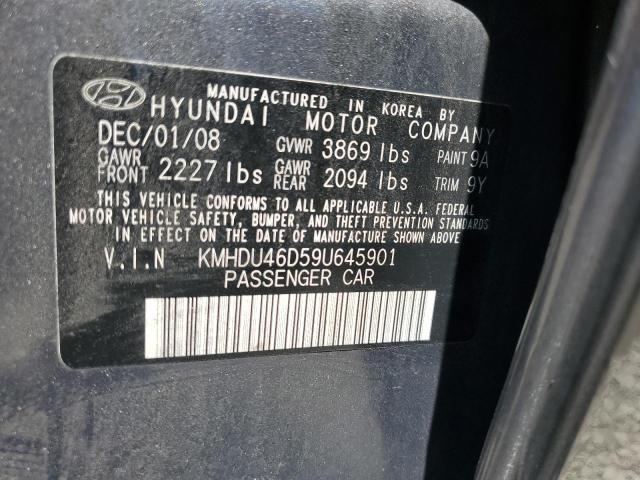 MANUFACTURED IN KOREA BY
HYUNDAI MOTOR COMPANY
DEC/01/08 GVWR 3869 lbs PAINT 9A
GAWR FRONT 2227 lbs GAWR REAR 2094 lbs TRIM 9Y
THIS VEHICLE CONFORMS TO ALL APPLICABLE U.S.A. FEDERAL
MOTOR VEHICLE SAFETY, BUMPER, AND THEFT PREVENTION STANDARDS
IN EFFECT ON THE DATE OF MANUFACTURE SHOWN ABOVE.
V.I.N KMHDU46D59U645901
PASSENGER CAR